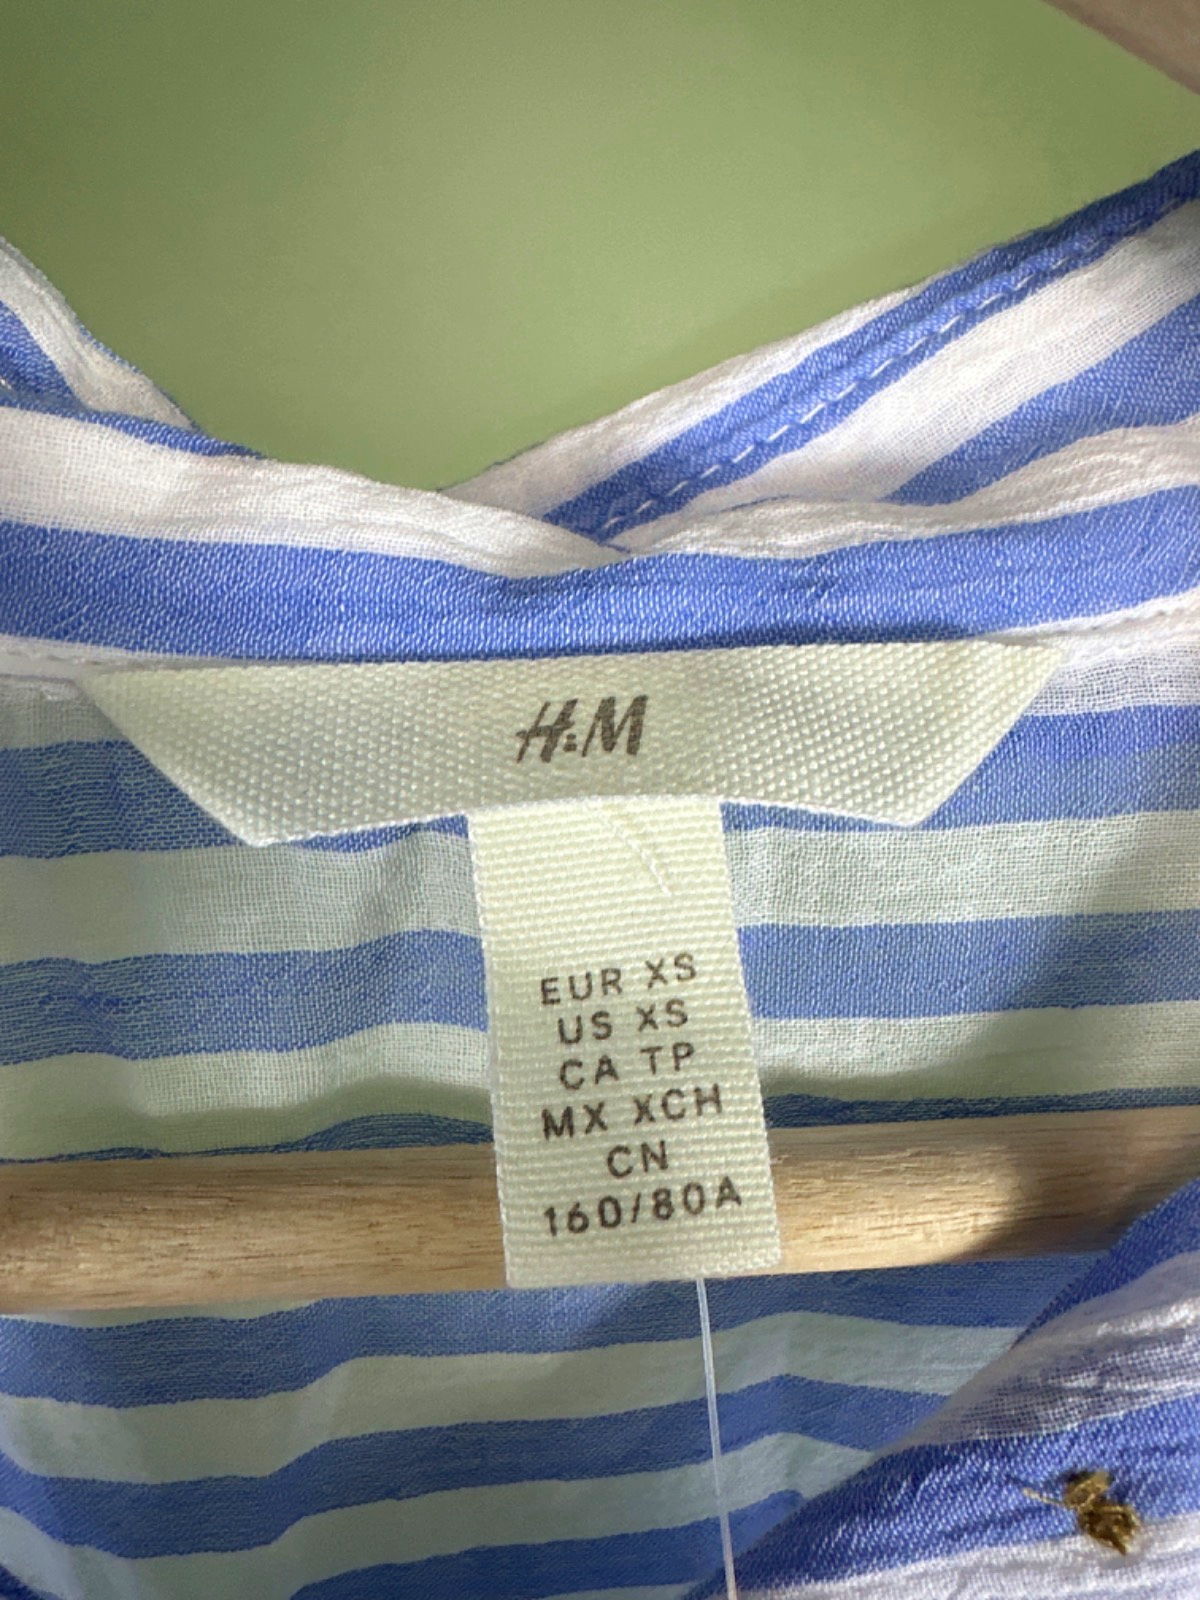 H&M
EUR XS
US XS
CA TP
MX XCH
CN
160/80A